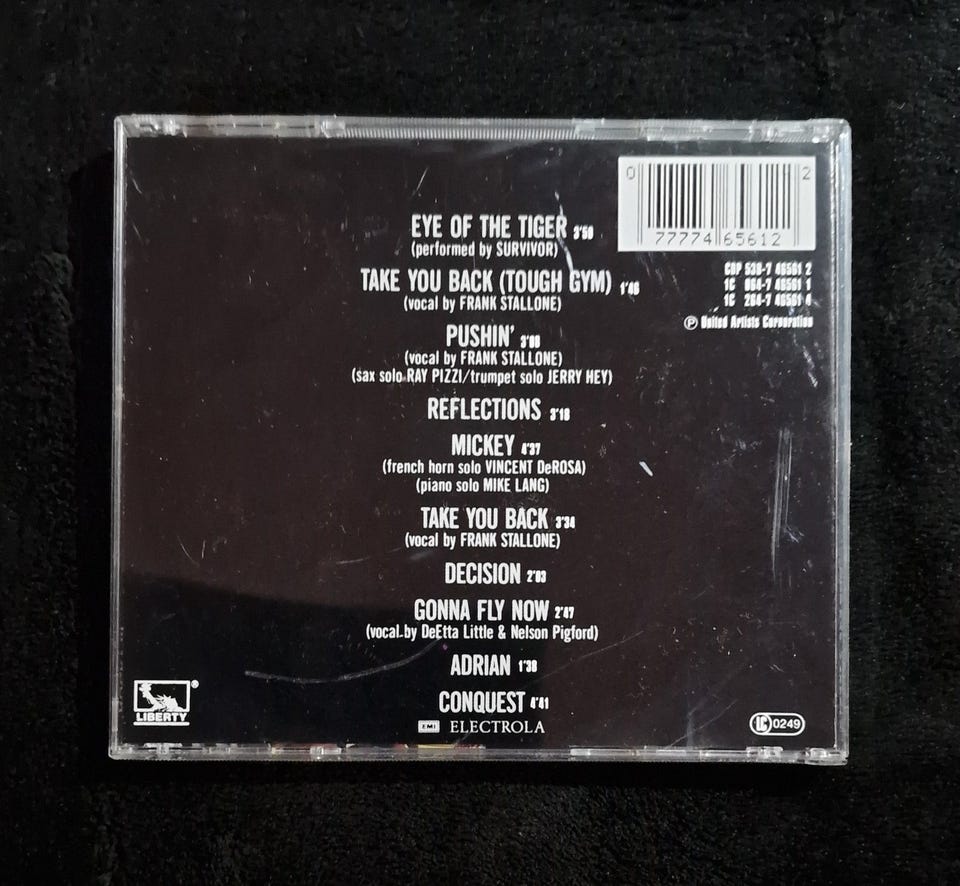 0 77774 65612 2
EYE OF THE TIGER 3'50
(performed by SURVIVOR)
TAKE YOU BACK (TOUGH GYM) 1'46
(vocal by FRANK STALLONE)
PUSHIN'
(vocal by FRANK STALLONE)
(sax solo RAY PIZZI/trumpet solo JERRY HEY)
REFLECTIONS 3'18
MICKEY 4'37
(french horn solo VINCENT DeROSA)
(piano solo MIKE LANG)
TAKE YOU BACK 3'34
(vocal by FRANK STALLONE)
DECISION 2'03
GONNA FLY NOW 2'47
(vocal by DeEtta Little & Nelson Pigford)
ADRIAN
CONQUEST 4'41
EMI ELECTROLA
CDP 538-7 46561 2
1C 064-7 46561 1
1C 264-7 46561 4
Ⓟ United Artists Corporation
LIBERTY®
LC 0249